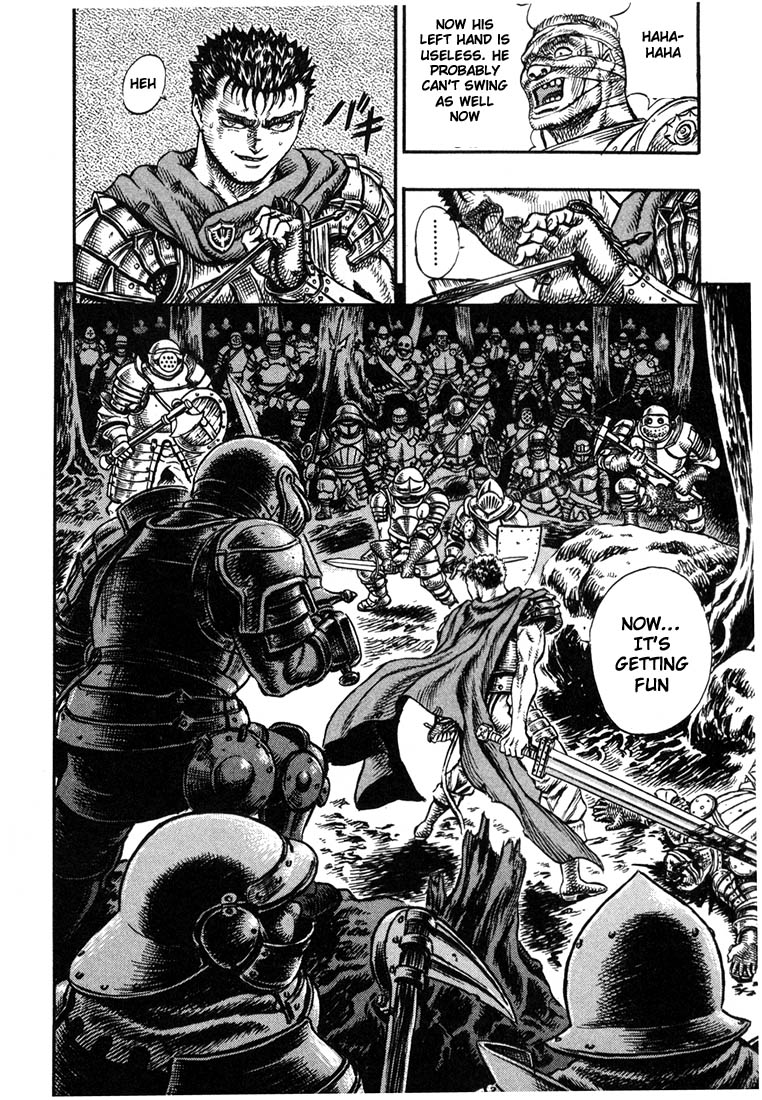 HAHA-
HAHA
NOW HIS
LEFT HAND IS
USELESS. HE
PROBABLY
CAN'T SWING
AS WELL
NOW
.........
HEH
バキ
NOW...
IT'S
GETTING
FUN